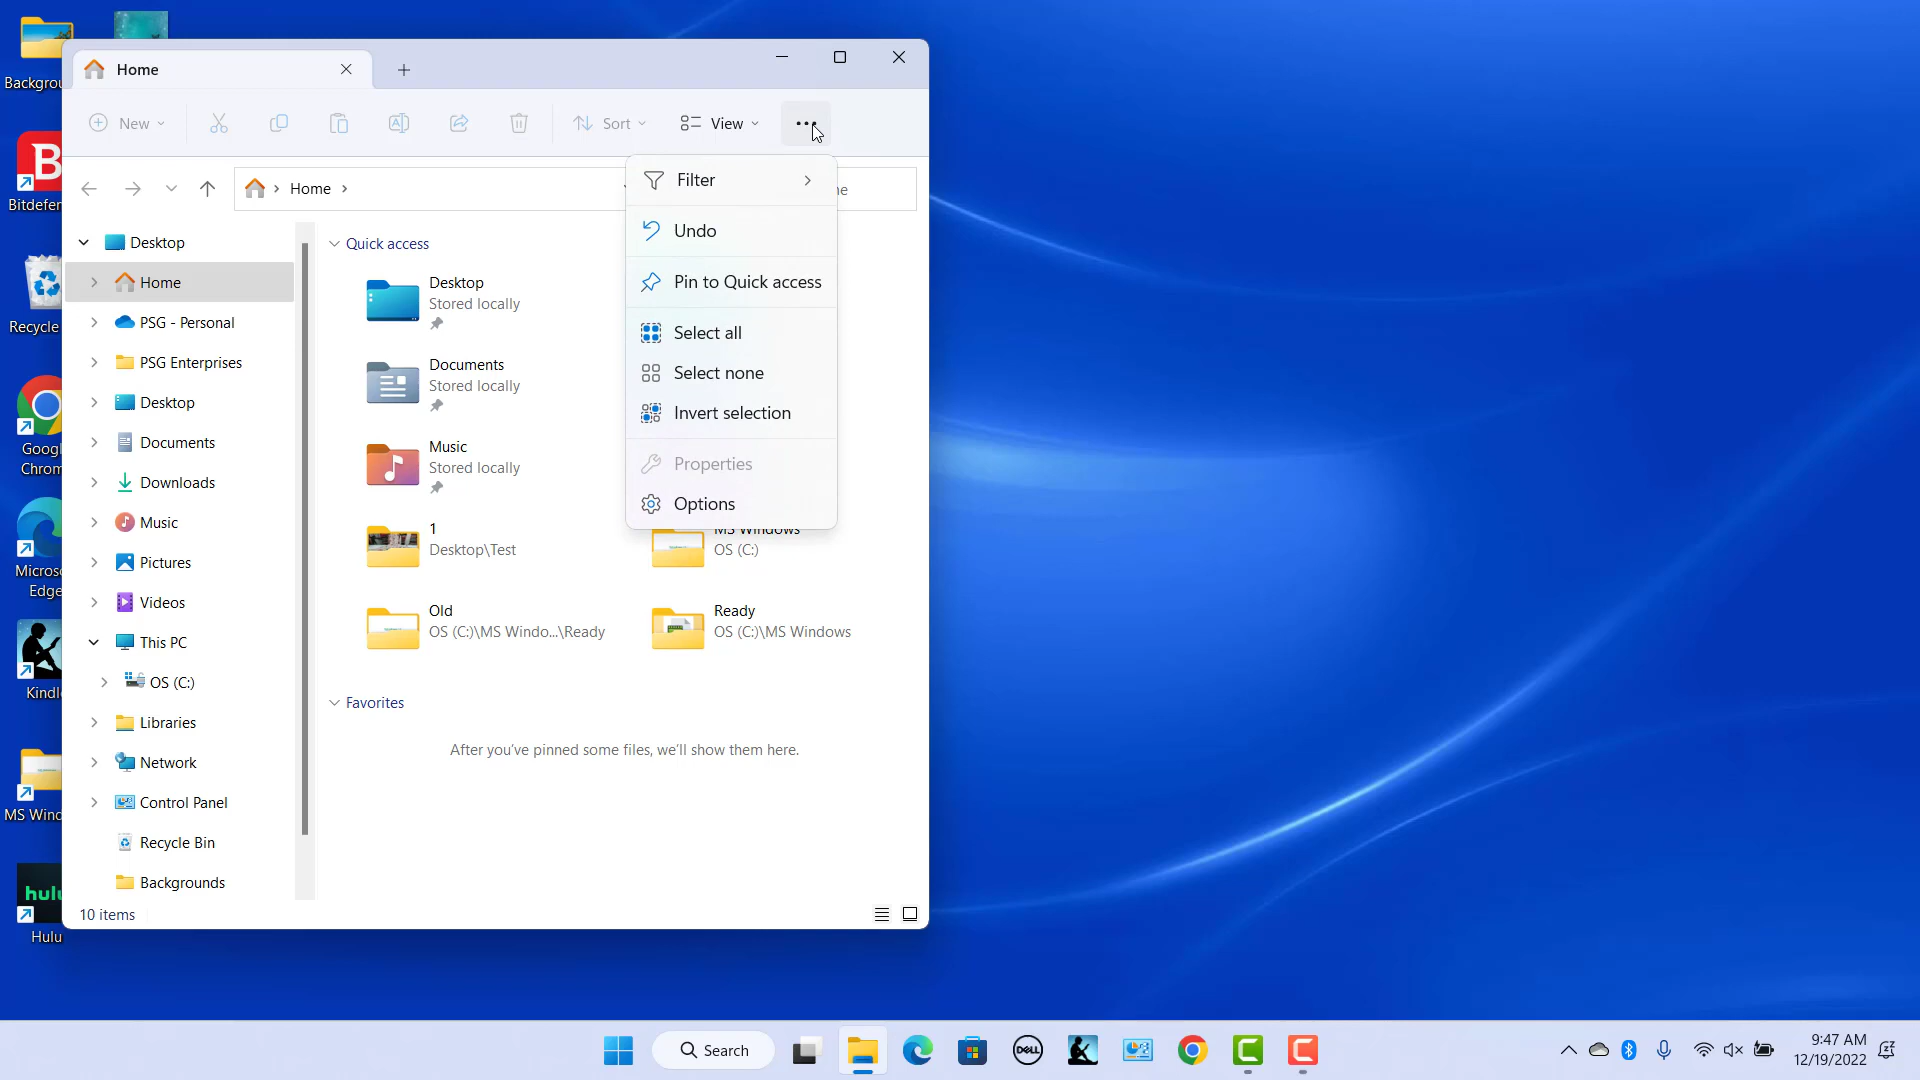 Backgrou
Bitdefen
Recycle
Googl
Chrom
Micros
Edge
Kindl
MS Wind
hulu
Hulu
Home
New
Sort
View
Home
Filter
Undo
Pin to Quick access
Select all
Select none
Invert selection
Properties
Options
Desktop
Home
PSG - Personal
PSG Enterprises
Desktop
Documents
Downloads
Music
Pictures
Videos
This PC
OS (C:)
Libraries
Network
Control Panel
Recycle Bin
Backgrounds
Quick access
Desktop
Stored locally
Documents
Stored locally
Music
Stored locally
1
Desktop\Test
MS Windows
OS (C:)
Old
OS (C:)\MS Windo...\Ready
Ready
OS (C:)\MS Windows
Favorites
After you've pinned some files, we'll show them here.
10 items
Search
DELL
9:47 AM
12/19/2022